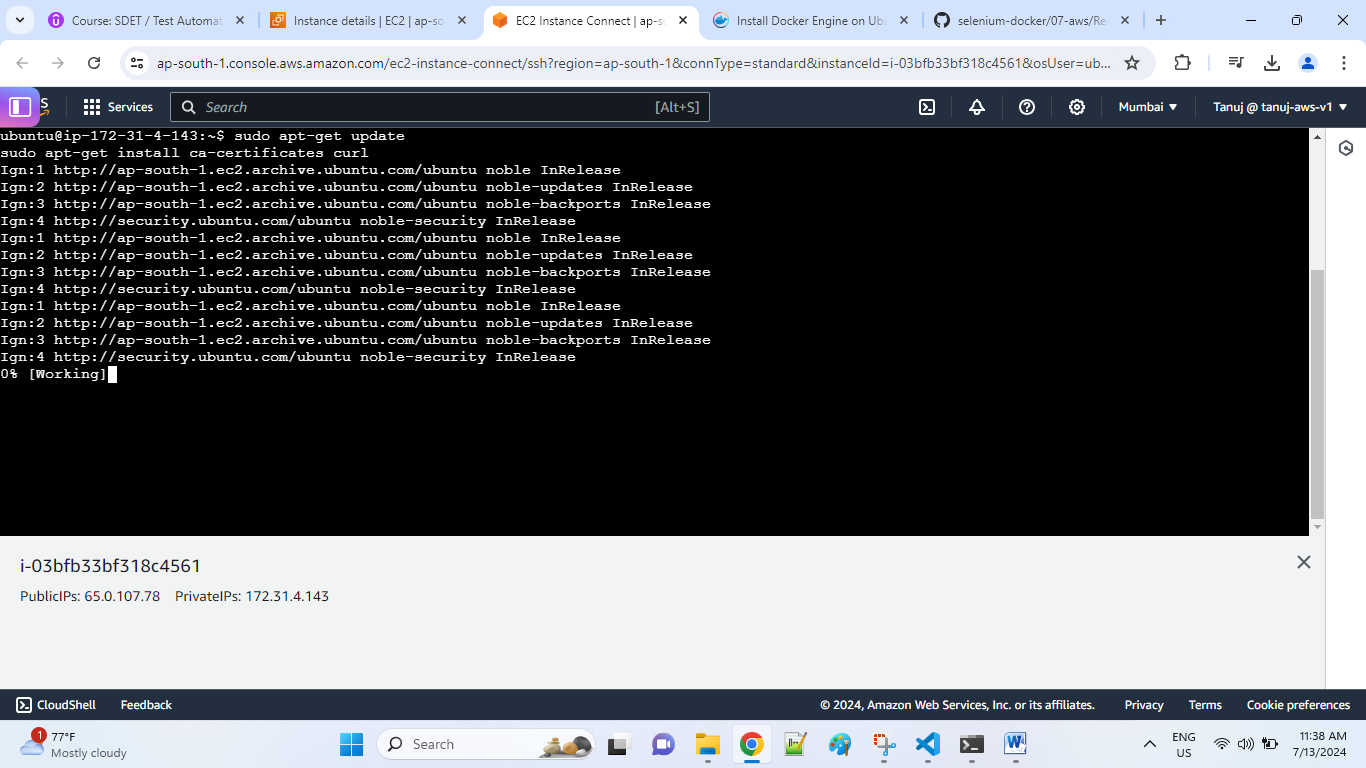 Course: SDET / Test Automat
Instance details | EC2 | ap-so
EC2 Instance Connect | ap-s
Install Docker Engine on Ub
selenium-docker/07-aws/Re
ap-south-1.console.aws.amazon.com/ec2-instance-connect/ssh?region=ap-south-1&connType=standard&instanceId=i-03bfb33bf318c4561&osUser=ub...
Services
Search
[Alt+S]
Mumbai
Tanuj @ tanuj-aws-v1
ubuntu@ip-172-31-4-143:~$ sudo apt-get update
sudo apt-get install ca-certificates curl
Ign:1 http://ap-south-1.ec2.archive.ubuntu.com/ubuntu noble InRelease
Ign:2 http://ap-south-1.ec2.archive.ubuntu.com/ubuntu noble-updates InRelease
Ign:3 http://ap-south-1.ec2.archive.ubuntu.com/ubuntu noble-backports InRelease
Ign:4 http://security.ubuntu.com/ubuntu noble-security InRelease
Ign:1 http://ap-south-1.ec2.archive.ubuntu.com/ubuntu noble InRelease
Ign:2 http://ap-south-1.ec2.archive.ubuntu.com/ubuntu noble-updates InRelease
Ign:3 http://ap-south-1.ec2.archive.ubuntu.com/ubuntu noble-backports InRelease
Ign:4 http://security.ubuntu.com/ubuntu noble-security InRelease
Ign:1 http://ap-south-1.ec2.archive.ubuntu.com/ubuntu noble InRelease
Ign:2 http://ap-south-1.ec2.archive.ubuntu.com/ubuntu noble-updates InRelease
Ign:3 http://ap-south-1.ec2.archive.ubuntu.com/ubuntu noble-backports InRelease
Ign:4 http://security.ubuntu.com/ubuntu noble-security InRelease
0% [Working]
i-03bfb33bf318c4561
PublicIPs: 65.0.107.78 PrivateIPs: 172.31.4.143
CloudShell
Feedback
© 2024, Amazon Web Services, Inc. or its affiliates.
Privacy
Terms
Cookie preferences
1
77°F
Mostly cloudy
Search
ENG
US
11:38 AM
7/13/2024